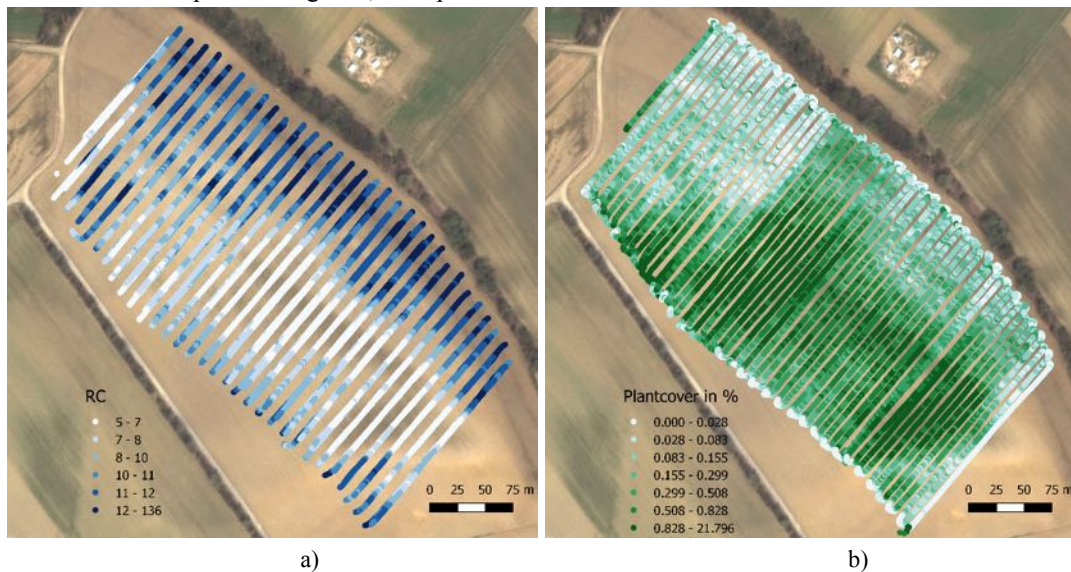 RC
5 - 7
7 - 8
8 - 10
10 - 11
11 - 12
12 - 136
0 25 50 75 m
Plantcover in %
0.000 - 0.028
0.028 - 0.083
0.083 - 0.155
0.155 - 0.299
0.299 - 0.508
0.508 - 0.828
0.828 - 21.796
0 25 50 75 m
a)
b)